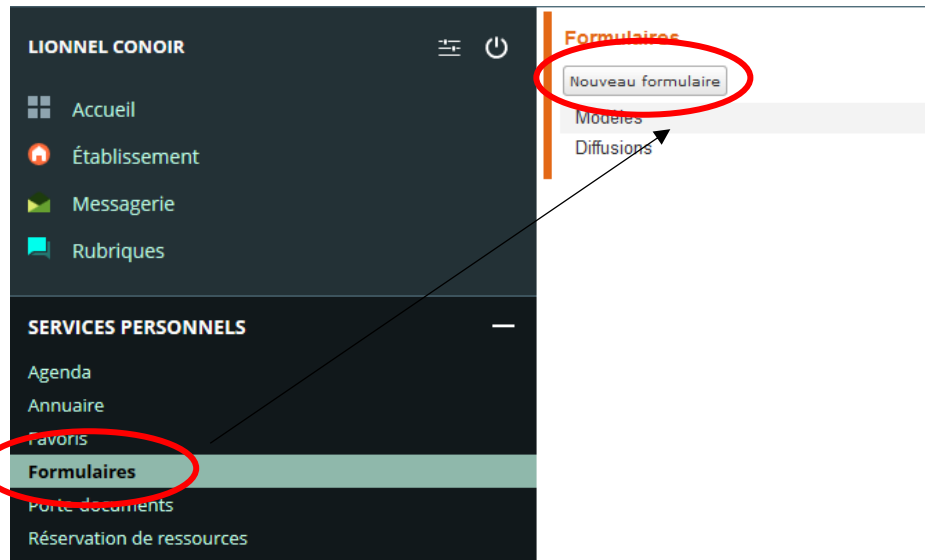 LIONNEL CONOIR
Accueil
Établissement
Messagerie
Rubriques
SERVICES PERSONNELS
Agenda
Annuaire
Favoris
Formulaires
Porte-documents
Réservation de ressources
Formulaires
Nouveau formulaire
Modèles
Diffusions